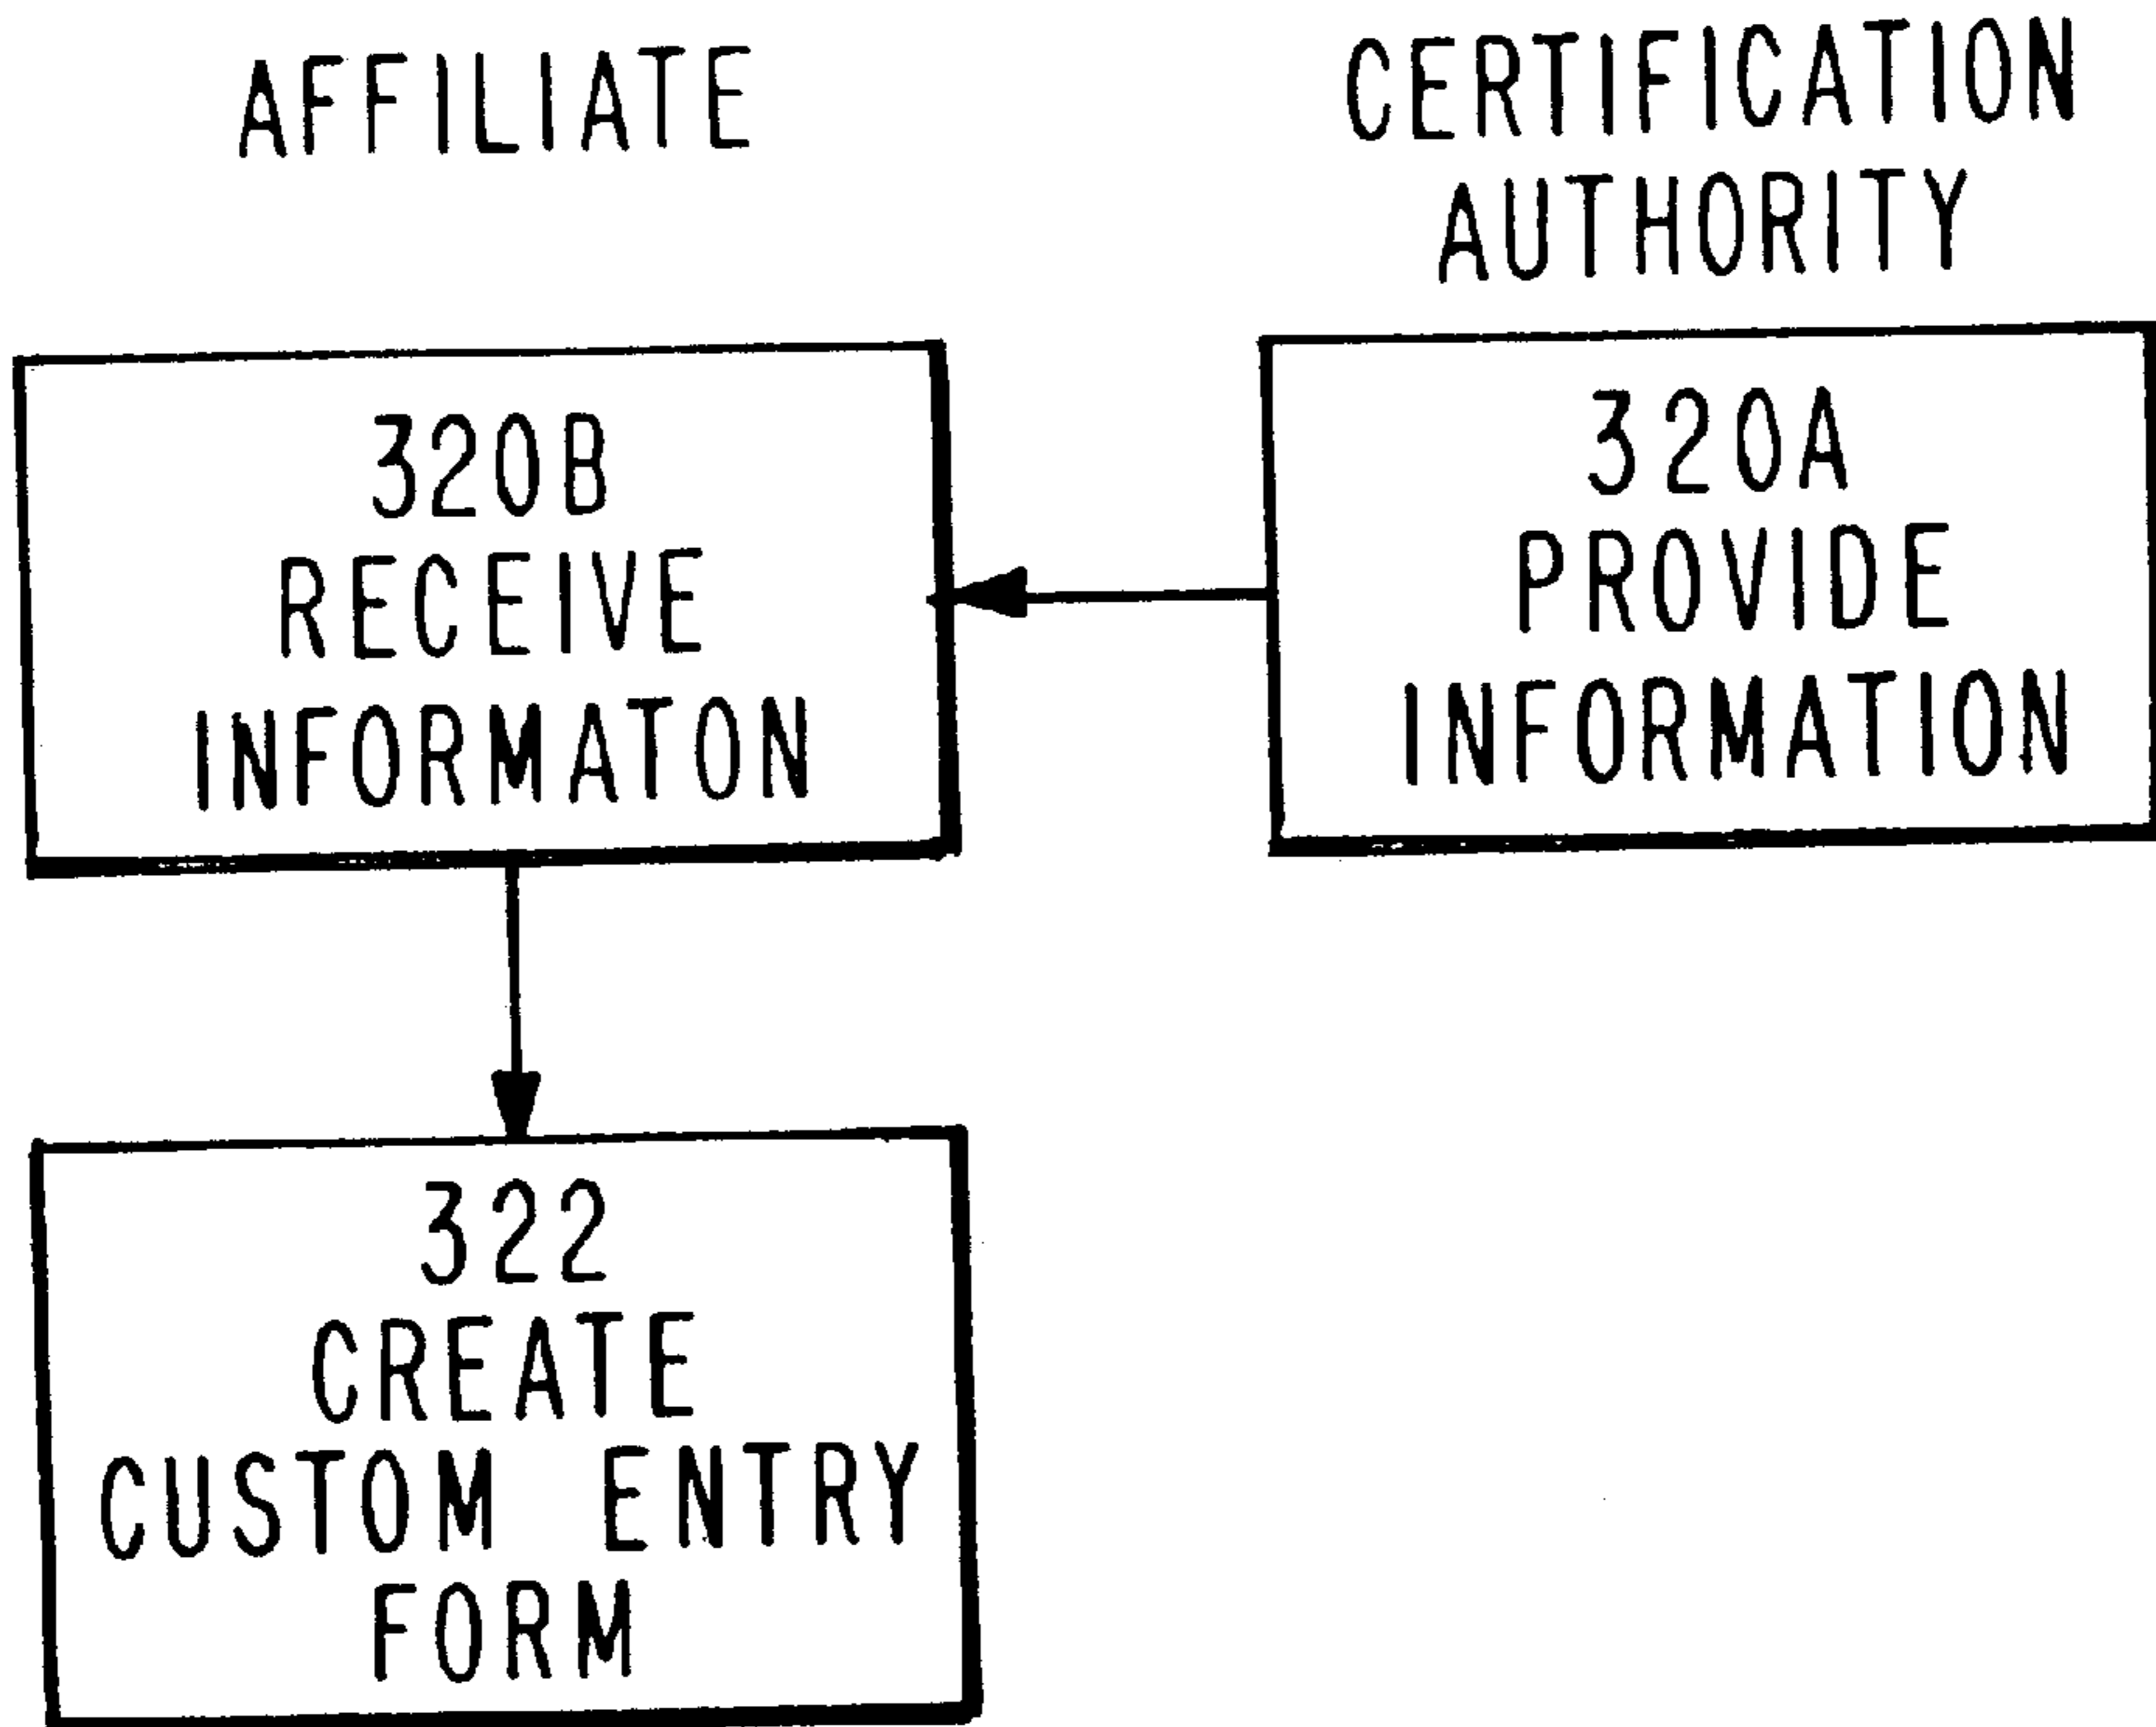 AFFILIATE
CERTIFICATION
AUTHORITY
320B
RECEIVE
INFORMATON
320A
PROVIDE
INFORMATION
322
CREATE
CUSTOM ENTRY
FORM